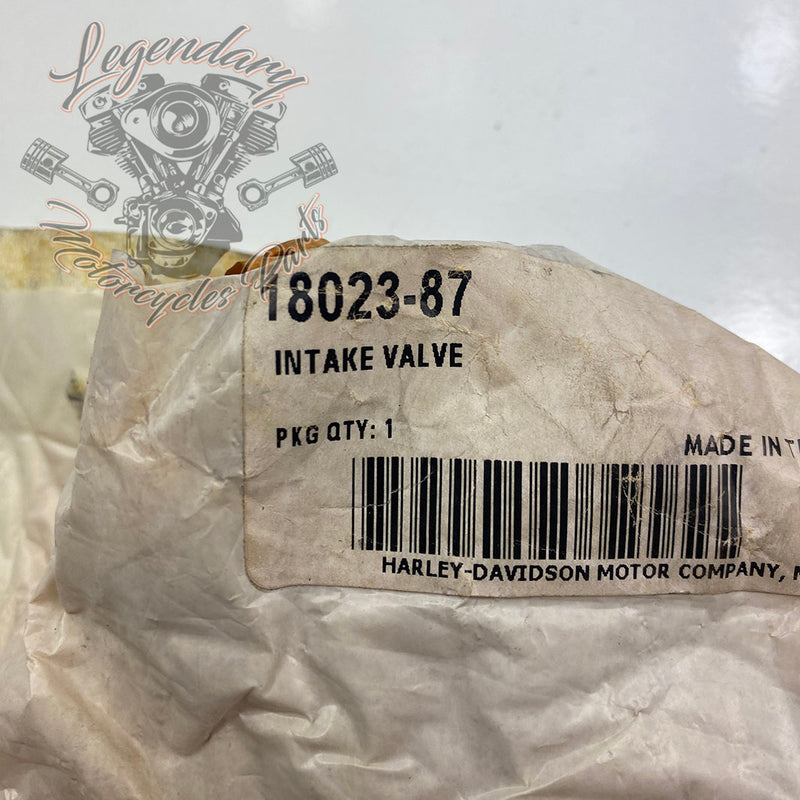 Legendary
Motorcycles Parts
18023-87
INTAKE VALVE
PKG QTY: 1
MADE IN
HARLEY-DAVIDSON MOTOR COMPANY,